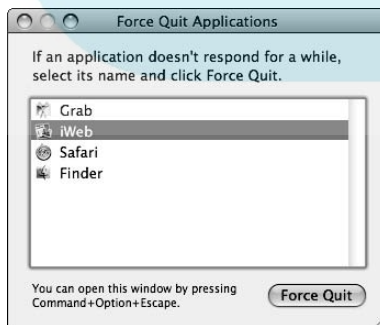 Force Quit Applications
If an application doesn't respond for a while,
select its name and click Force Quit.
Grab
iWeb
Safari
Finder
You can open this window by pressing
Command+Option+Escape.
Force Quit